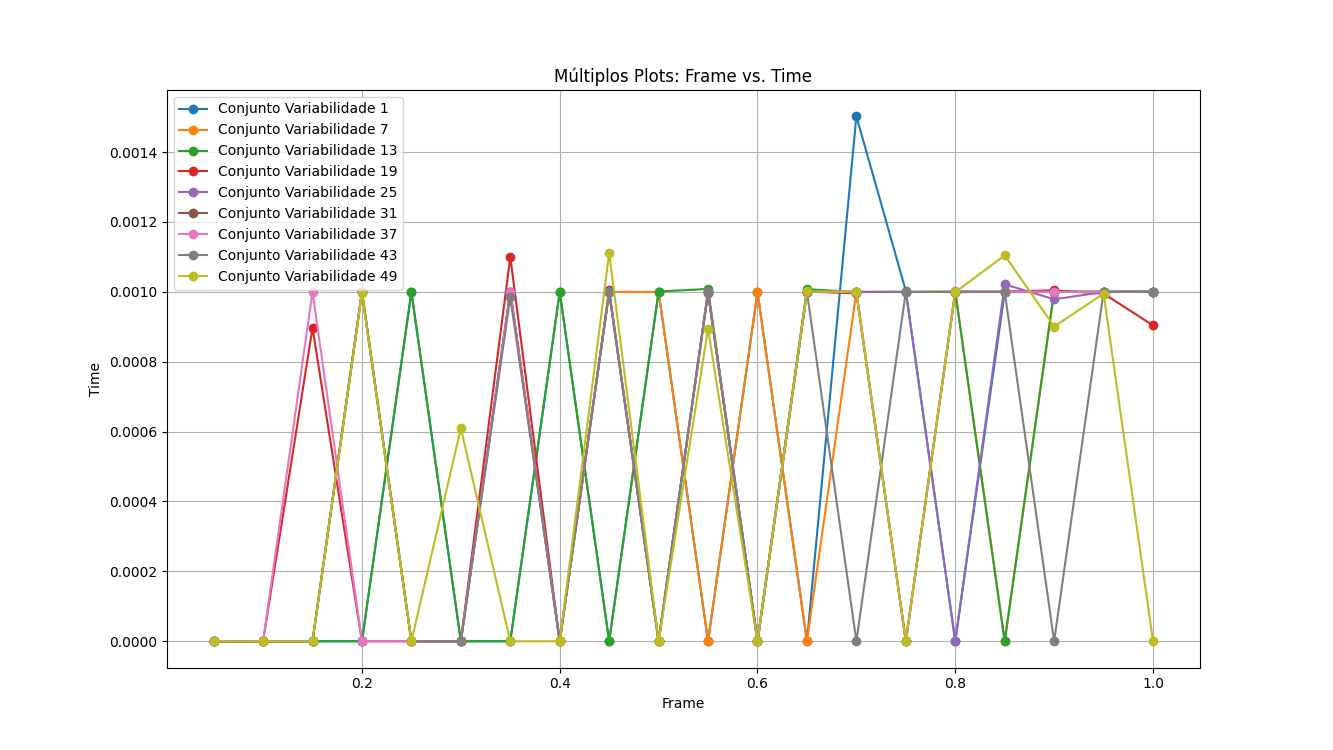 Múltiplos Plots: Frame vs. Time
Conjunto Variabilidade 1
Conjunto Variabilidade 7
Conjunto Variabilidade 13
Conjunto Variabilidade 19
Conjunto Variabilidade 25
Conjunto Variabilidade 31
Conjunto Variabilidade 37
Conjunto Variabilidade 43
Conjunto Variabilidade 49
0.0014
0.0012
0.0010
0.0008
0.0006
0.0004
0.0002
0.0000
Time
0.2 0.4 0.6 0.8 1.0
Frame